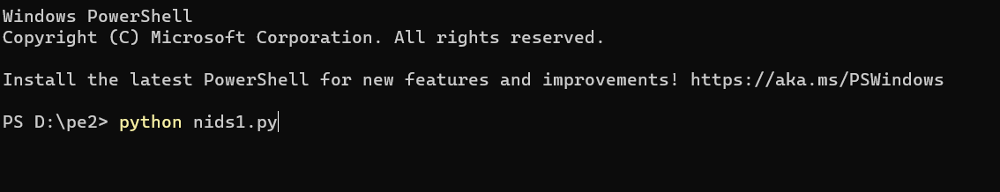 Windows PowerShell
Copyright (C) Microsoft Corporation. All rights reserved.
Install the latest PowerShell for new features and improvements! https://aka.ms/PSWindows
PS D:\pe2> python nids1.py